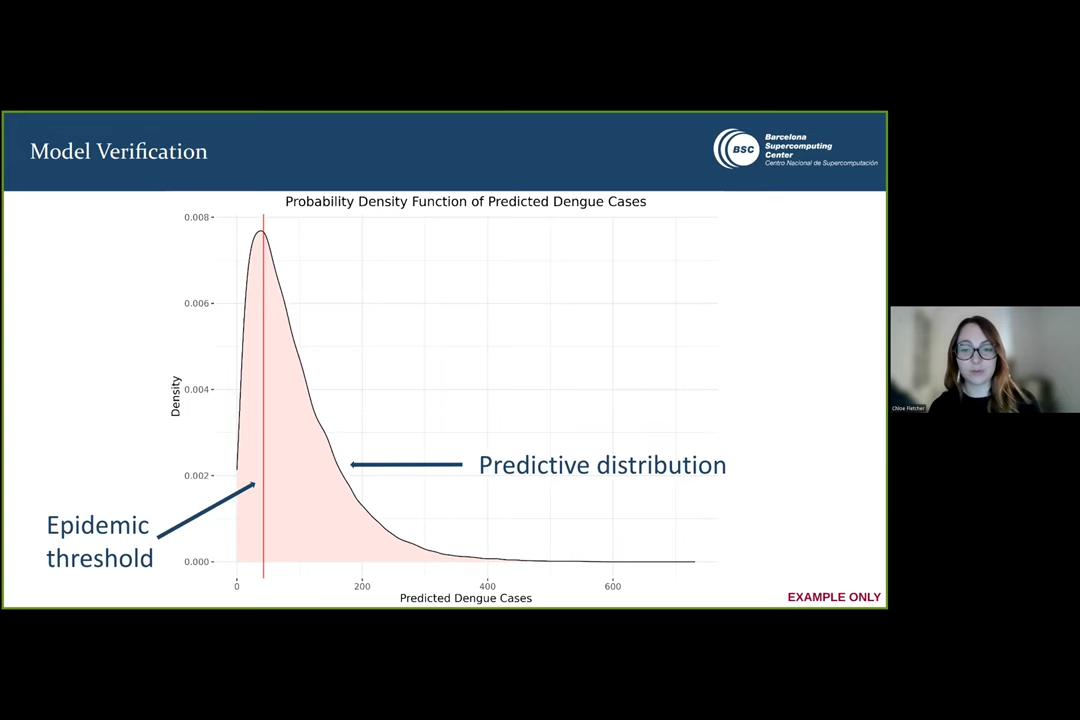 Model Verification
BSC
Barcelona
Supercomputing
Center
Centro Nacional de Supercomputación
Probability Density Function of Predicted Dengue Cases
0.008
0.006
0.004
0.002
0.000
Density
Predictive distribution
Epidemic
threshold
0
200
400
600
Predicted Dengue Cases
EXAMPLE ONLY
Chloe Fletcher